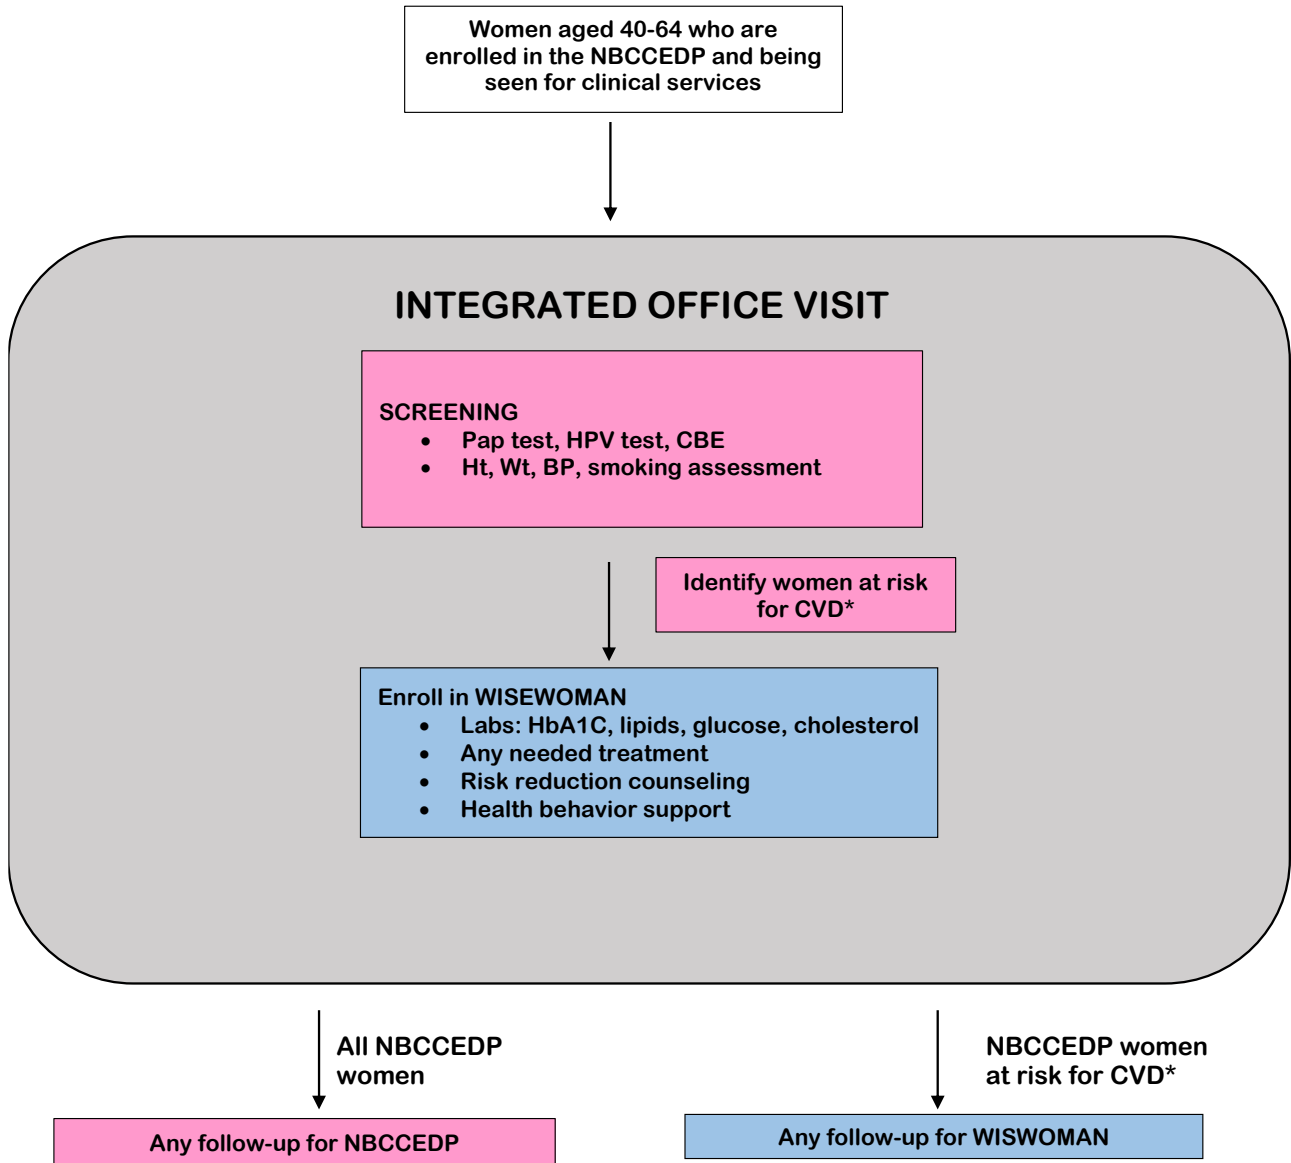 Women aged 40-64 who are
enrolled in the NBCCEDP and being
seen for clinical services
INTEGRATED OFFICE VISIT
SCREENING
• Pap test, HPV test, CBE
• Ht, Wt, BP, smoking assessment
Identify women at risk
for CVD*
Enroll in WISEWOMAN
• Labs: HbA1C, lipids, glucose, cholesterol
• Any needed treatment
• Risk reduction counseling
• Health behavior support
All NBCCEDP
women
NBCCEDP women
at risk for CVD*
Any follow-up for NBCCEDP
Any follow-up for WISWOMAN